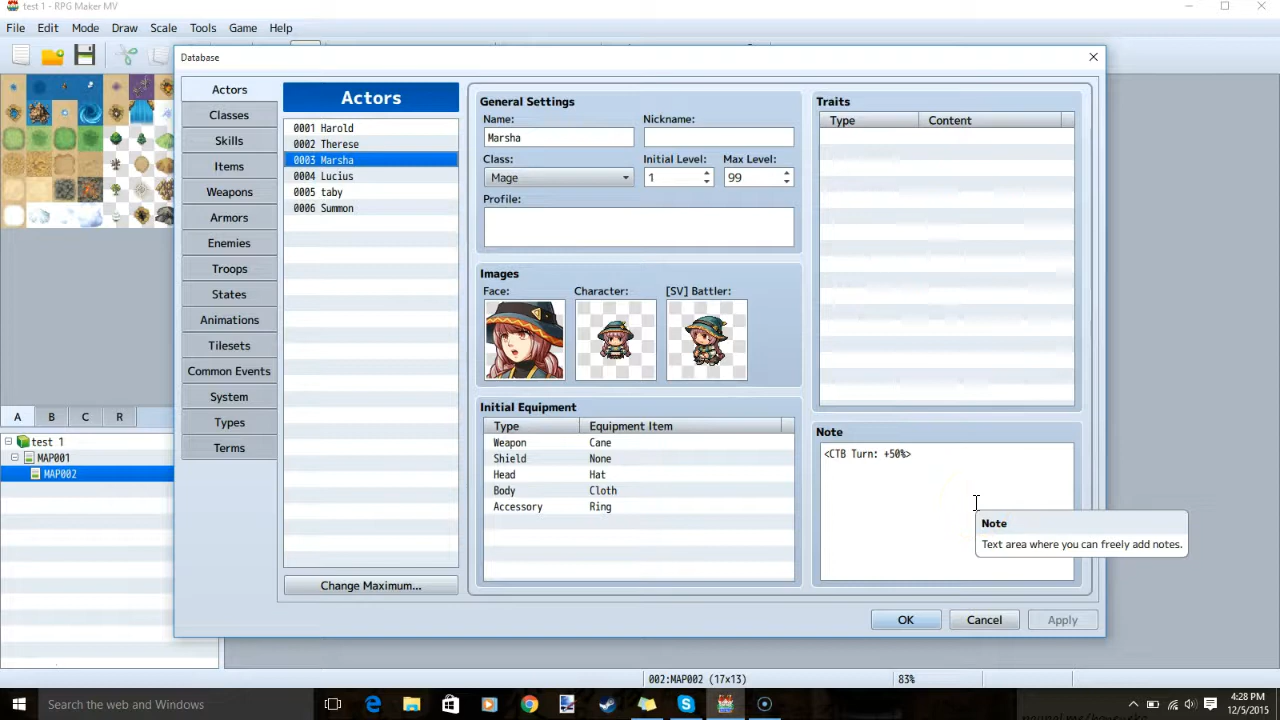 test 1 - RPG Maker MV
File Edit Mode Draw Scale Tools Game Help
Database
Actors
Classes
Skills
Items
Weapons
Armors
Enemies
Troops
States
Animations
Tilesets
Common Events
System
Types
Terms
Actors
0001 Harold
0002 Therese
0003 Marsha
0004 Lucius
0005 taby
0006 Summon
Change Maximum...
General Settings
Name: Nickname:
Marsha
Class: Initial Level: Max Level:
Mage 1 99
Profile:
Images
Face: Character: [SV] Battler:
Initial Equipment
Type Equipment Item
Weapon Cane
Shield None
Head Hat
Body Cloth
Accessory Ring
Traits
Type Content
Note
<CTB Turn: +50%>
Note
Text area where you can freely add notes.
OK Cancel Apply
A B C R
test 1
MAP001
MAP002
002:MAP002 (17x13) 83%
Search the web and Windows
4:28 PM
12/5/2015